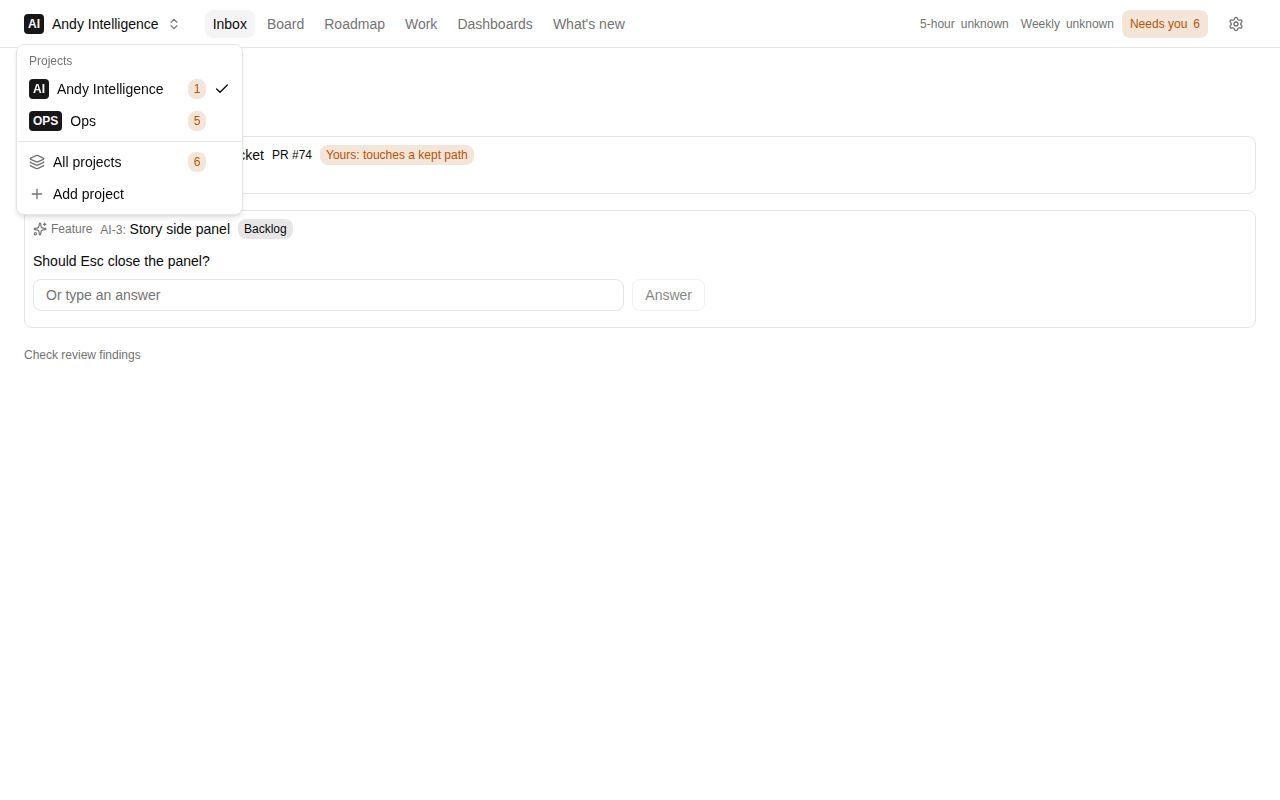 AI Andy Intelligence Inbox Board Roadmap Work Dashboards What's new 5-hour unknown Weekly unknown Needs you 6
Projects
AI Andy Intelligence 1
OPS Ops 5
All projects 6
Add project
PR #74 Yours: touches a kept path
Feature AI-3: Story side panel Backlog
Should Esc close the panel?
Or type an answer Answer
Check review findings